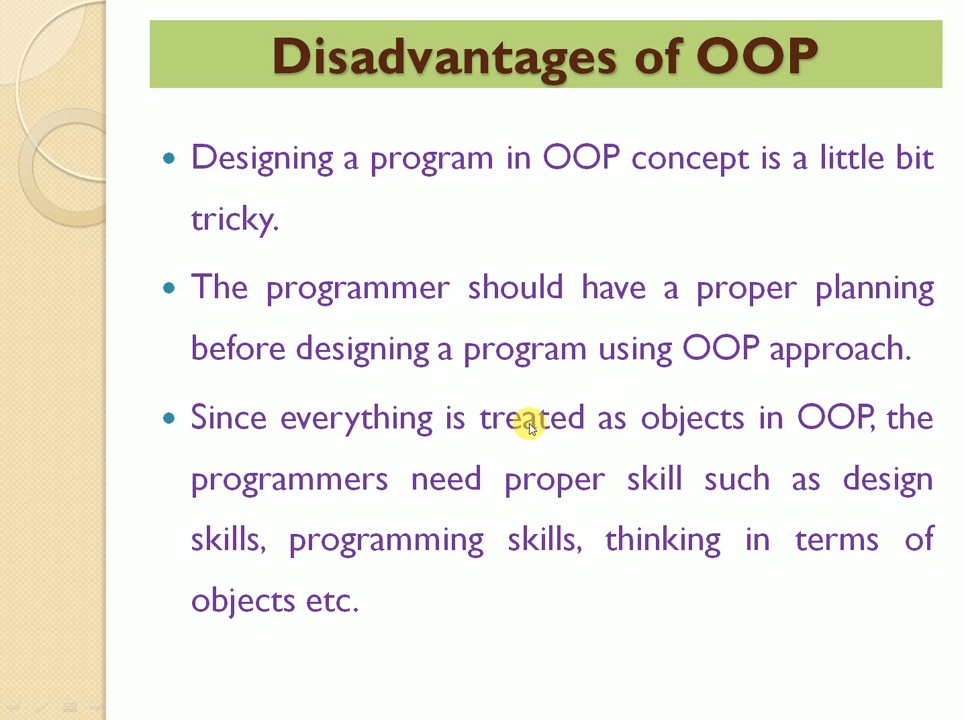 Disadvantages of OOP
• Designing a program in OOP concept is a little bit
tricky.
• The programmer should have a proper planning
before designing a program using OOP approach.
• Since everything is treated as objects in OOP, the
programmers need proper skill such as design
skills, programming skills, thinking in terms of
objects etc.